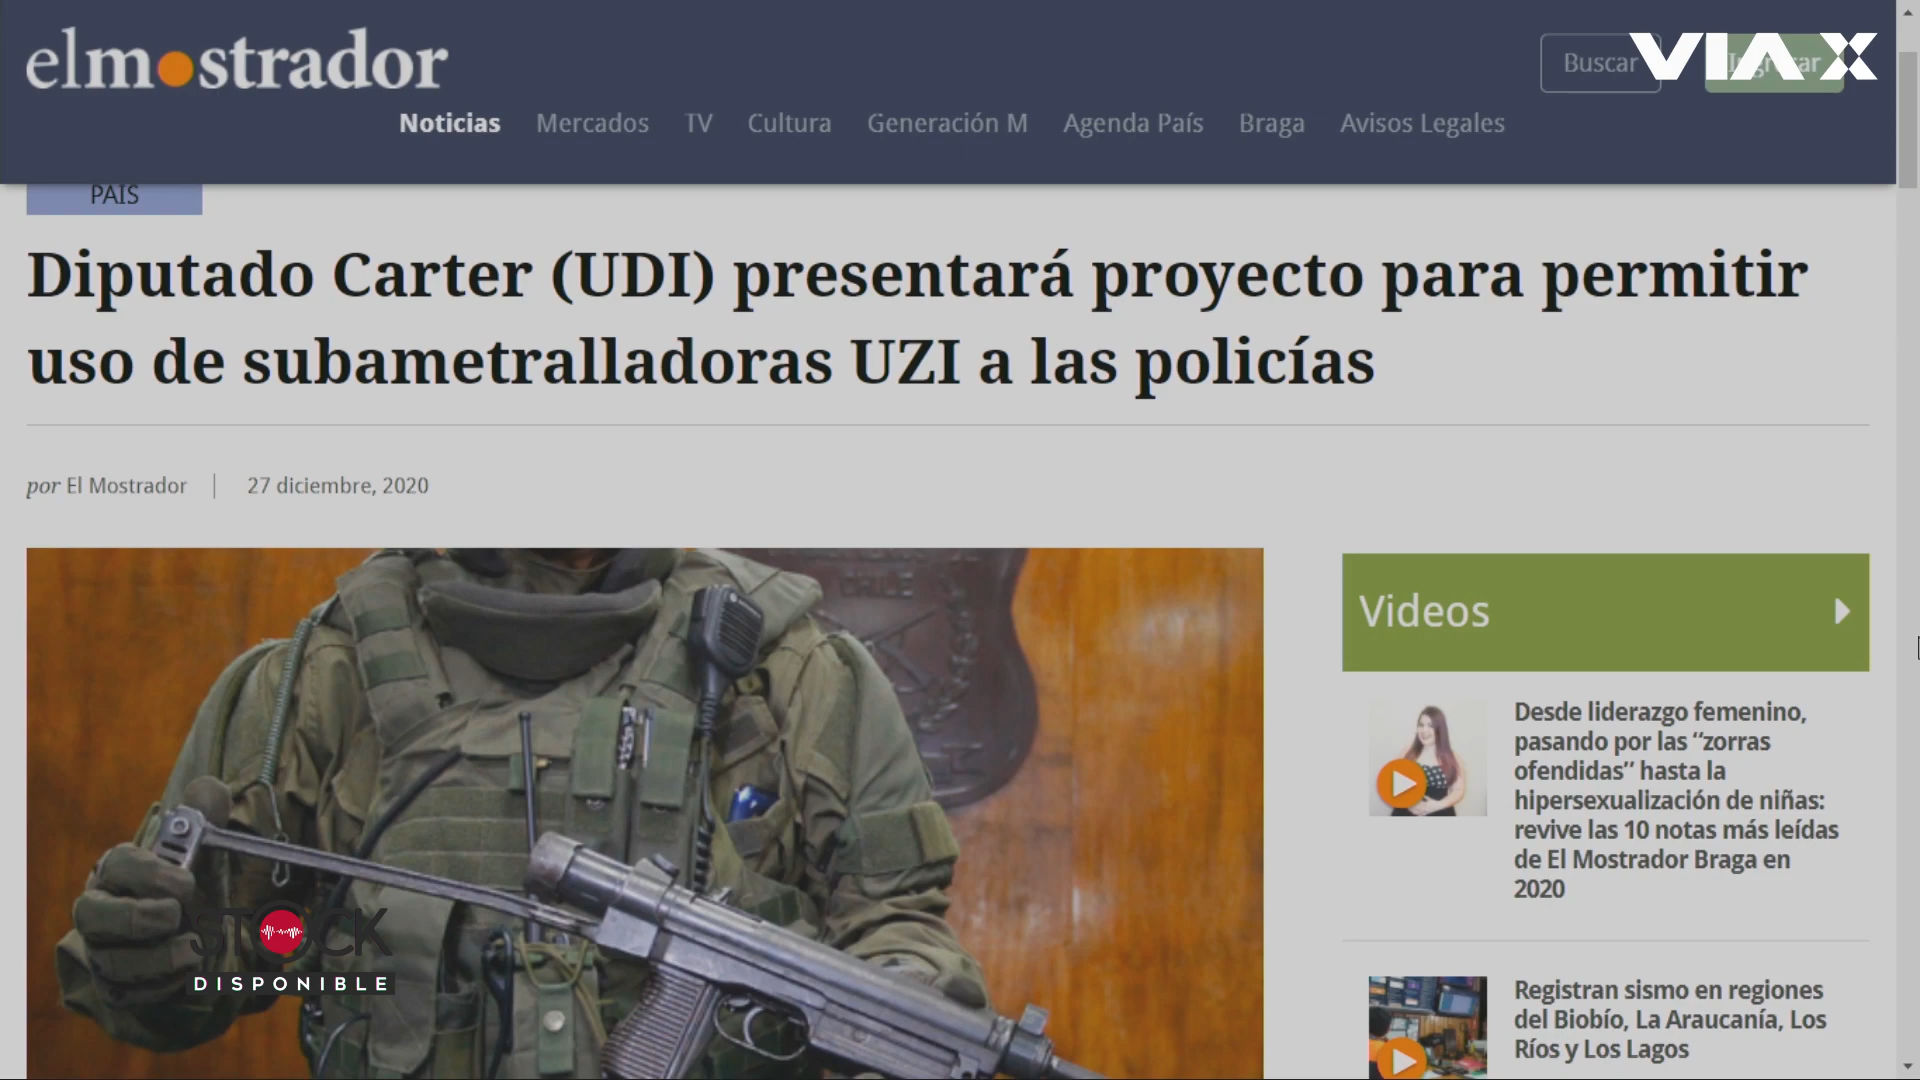 elmostrador
Buscar
VIA X
Noticias
Mercados
TV
Cultura
Generación M
Agenda País
Braga
Avisos Legales
PAÍS
Diputado Carter (UDI) presentará proyecto para permitir
uso de subametralladoras UZI a las policías
por El Mostrador
27 diciembre, 2020
CHILE
Videos
Desde liderazgo femenino,
pasando por las “zorras
ofendidas” hasta la
hipersexualización de niñas:
revive las 10 notas más leídas
de El Mostrador Braga en
2020
STOCK
DISPONIBLE
Registran sismo en regiones
del Biobío, La Araucanía, Los
Ríos y Los Lagos